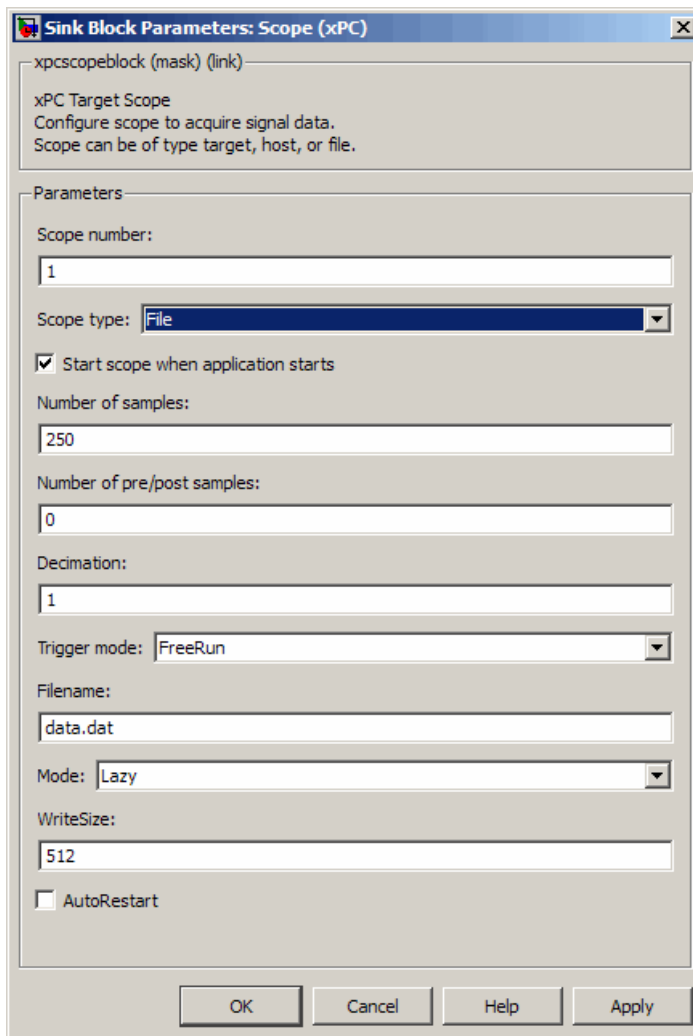 Sink Block Parameters: Scope (xPC)
xpcscopeblock (mask) (link)
xPC Target Scope
Configure scope to acquire signal data.
Scope can be of type target, host, or file.
Parameters
Scope number:
1
Scope type: File
Start scope when application starts
Number of samples:
250
Number of pre/post samples:
0
Decimation:
1
Trigger mode: FreeRun
Filename:
data.dat
Mode: Lazy
WriteSize:
512
AutoRestart
OK Cancel Help Apply